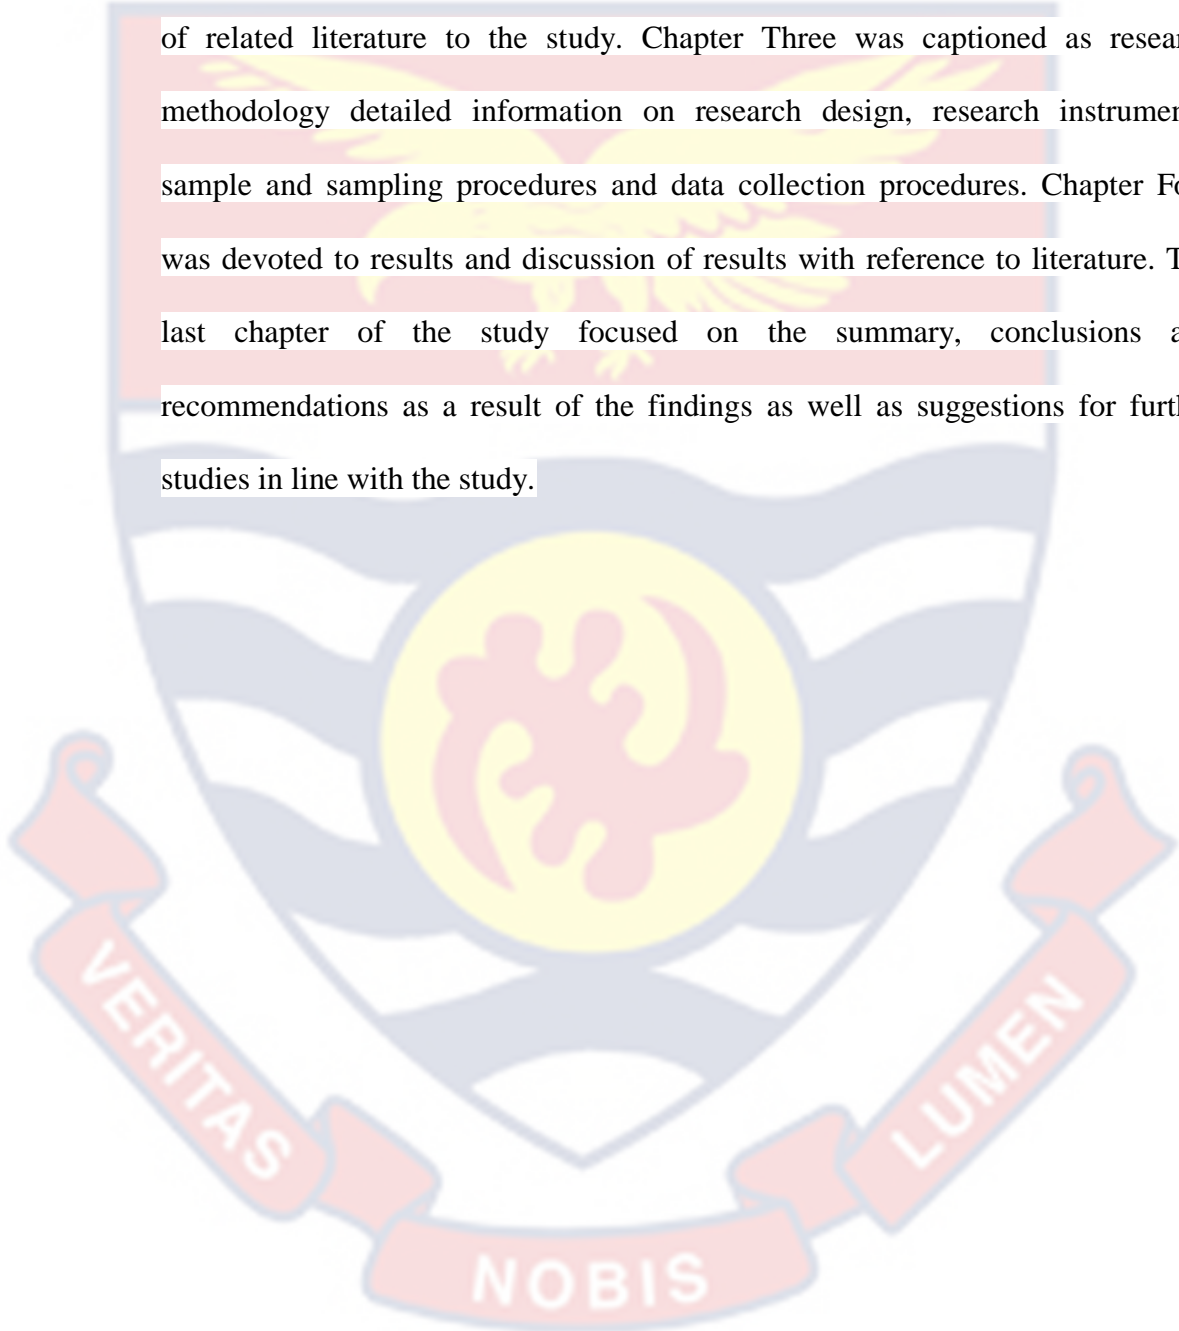 of related literature to the study. Chapter Three was captioned as resear
methodology detailed information on research design, research instrumen
sample and sampling procedures and data collection procedures. Chapter Fo
was devoted to results and discussion of results with reference to literature. T
last chapter of the study focused on the summary, conclusions a
recommendations as a result of the findings as well as suggestions for furth
studies in line with the study.
VERITAS
NOBIS
LUMEN